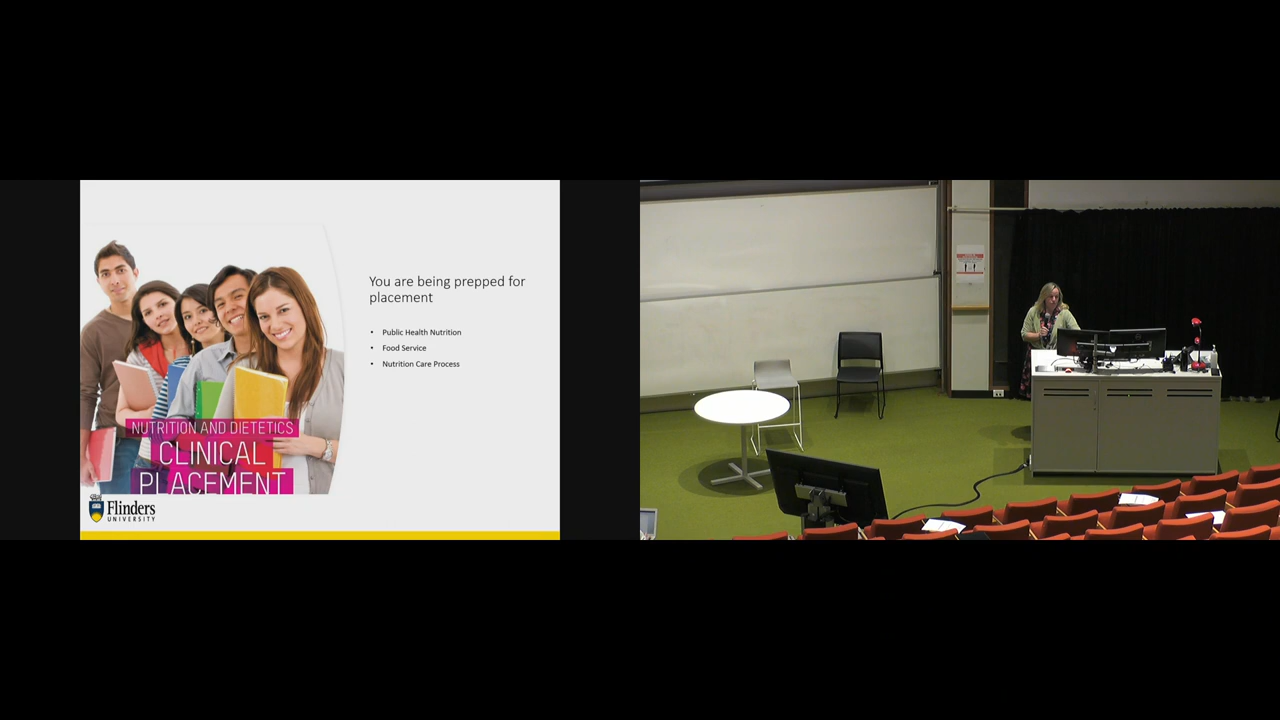 You are being prepped for
placement
• Public Health Nutrition
• Food Service
• Nutrition Care Process
NUTRITION AND DIETETICS
CLINICAL
PLACEMENT
Flinders
UNIVERSITY